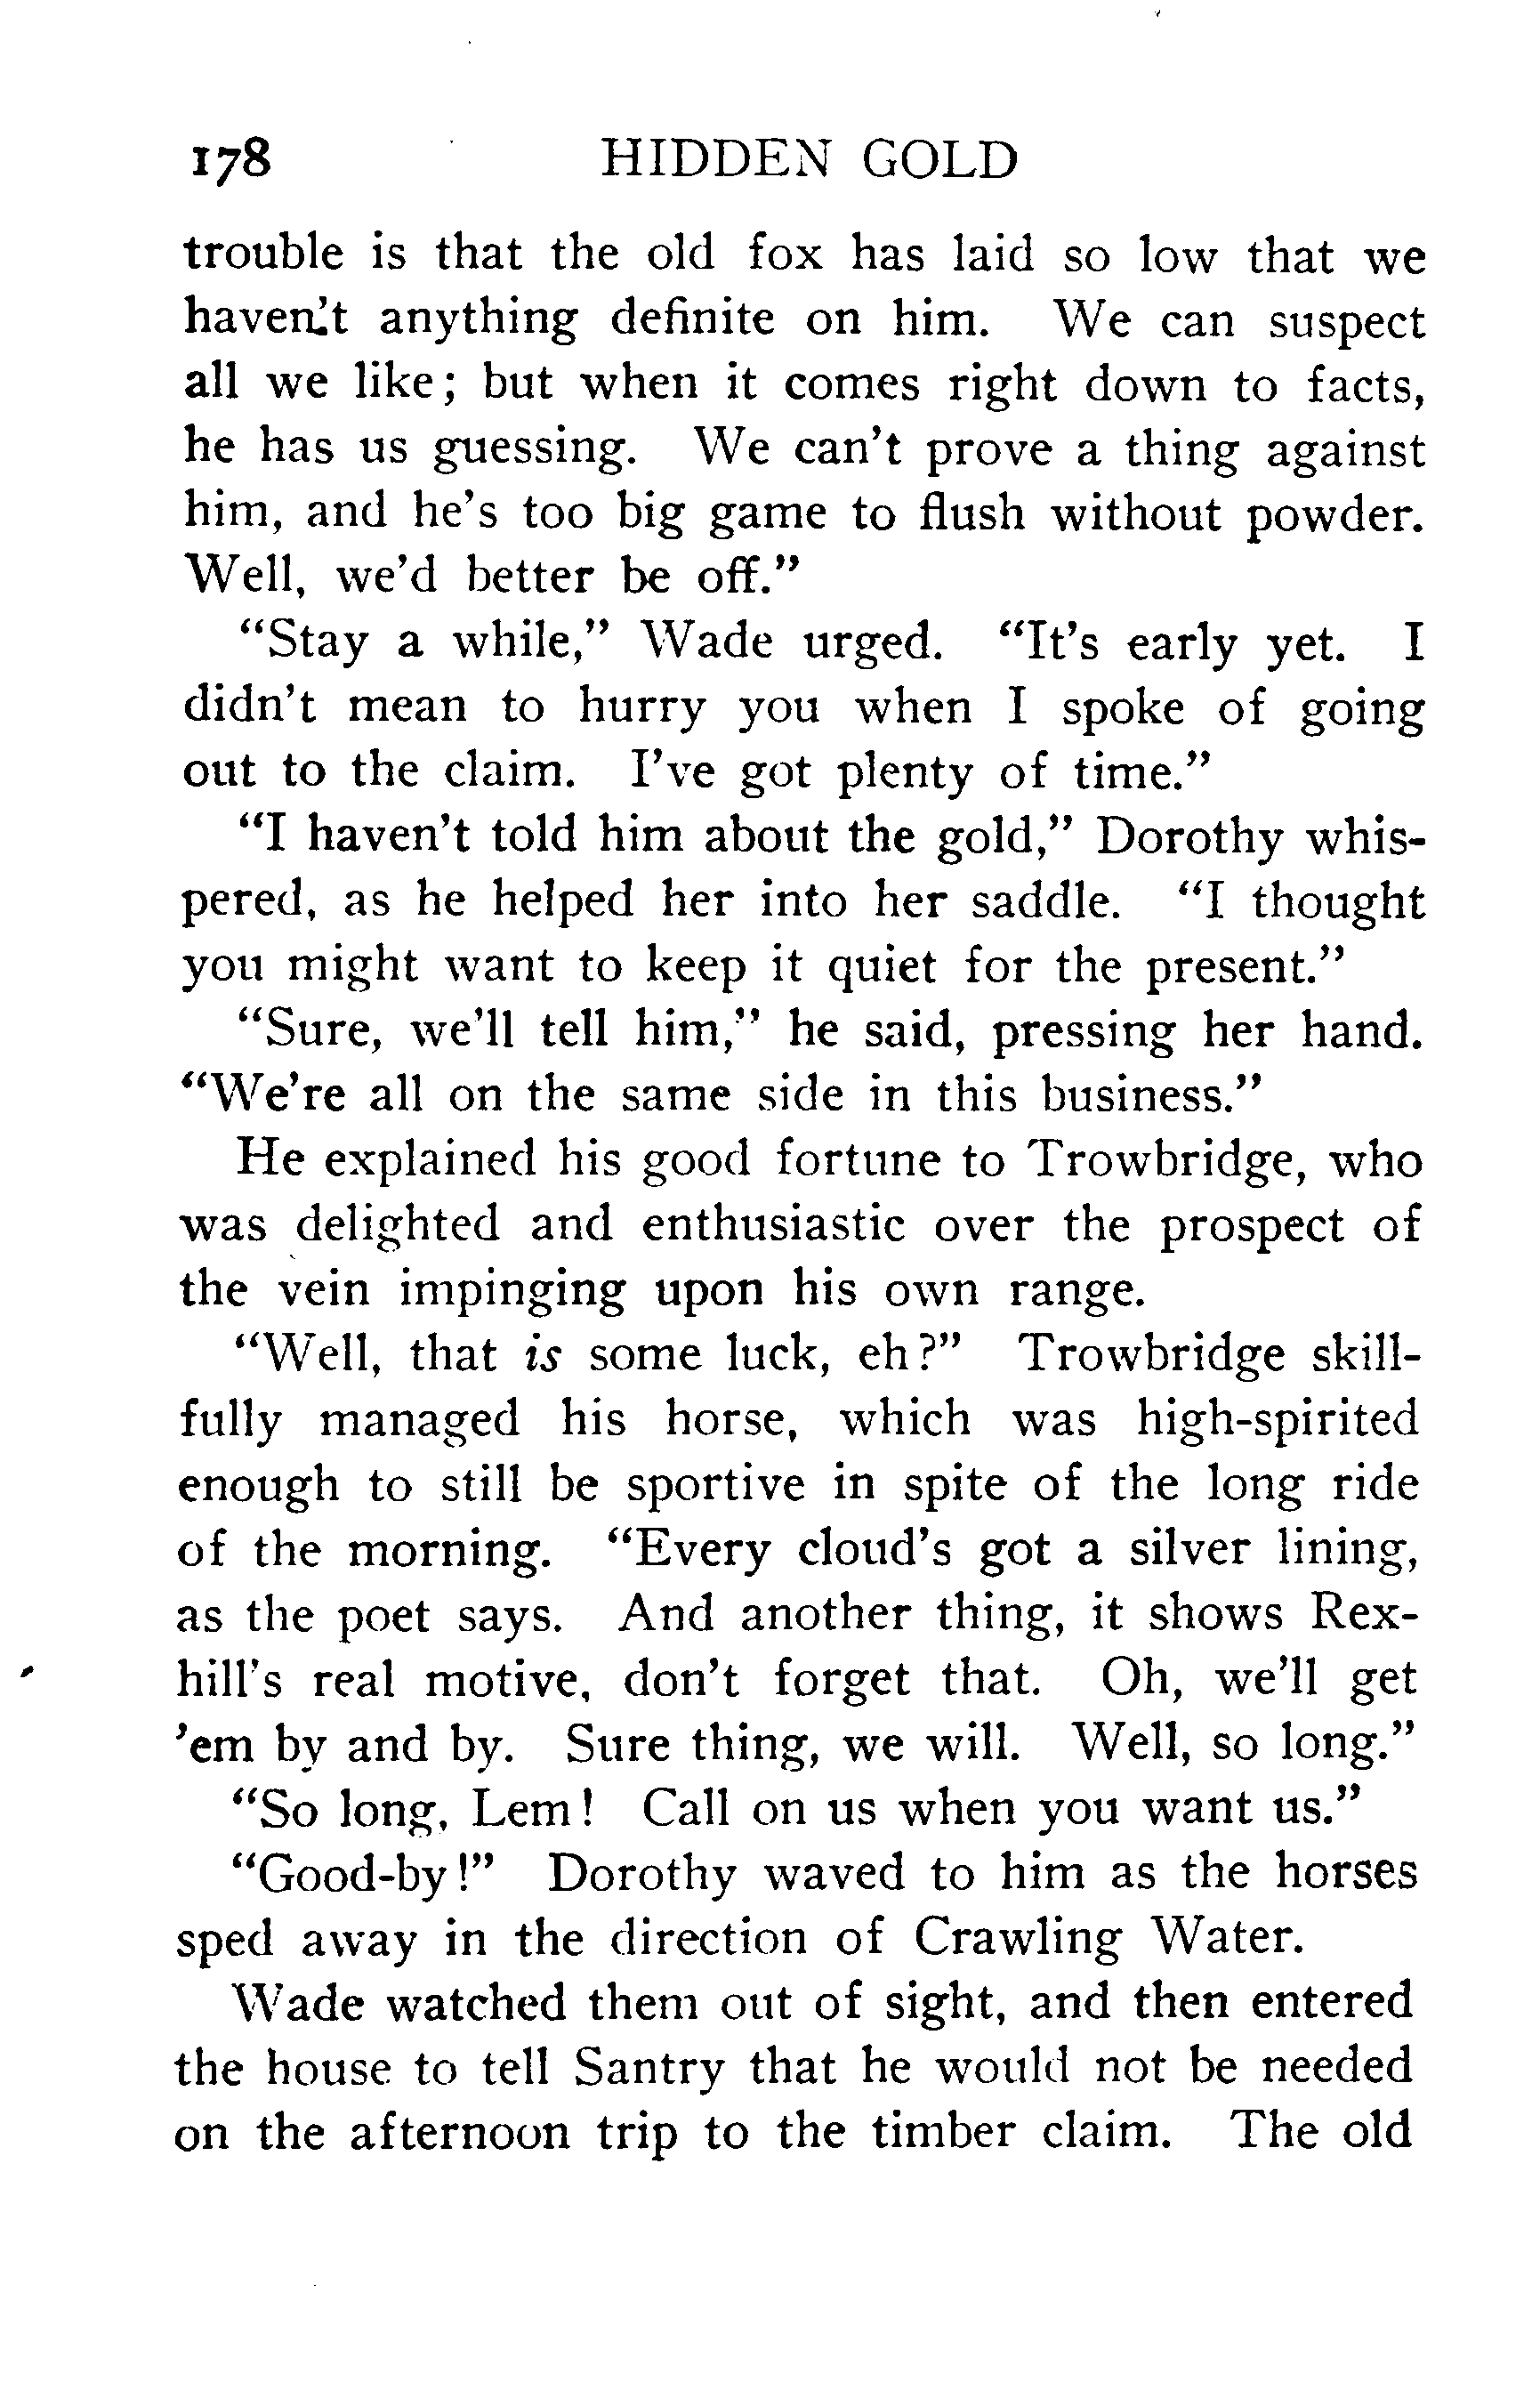 178 HIDDEN GOLD
trouble is that the old fox has laid so low that we
haven't anything definite on him. We can suspect
all we like; but when it comes right down to facts,
he has us guessing. We can't prove a thing against
him, and he's too big game to flush without powder.
Well, we'd better be off."
"Stay a while," Wade urged. "It's early yet. I
didn't mean to hurry you when I spoke of going
out to the claim. I've got plenty of time."
"I haven't told him about the gold," Dorothy whis-
pered, as he helped her into her saddle. "I thought
you might want to keep it quiet for the present."
"Sure, we'll tell him," he said, pressing her hand.
"We're all on the same side in this business."
He explained his good fortune to Trowbridge, who
was delighted and enthusiastic over the prospect of
the vein impinging upon his own range.
"Well, that is some luck, eh?" Trowbridge skill-
fully managed his horse, which was high-spirited
enough to still be sportive in spite of the long ride
of the morning. "Every cloud's got a silver lining,
as the poet says. And another thing, it shows Rex-
hill's real motive, don't forget that. Oh, we'll get
'em by and by. Sure thing, we will. Well, so long."
"So long, Lem! Call on us when you want us."
"Good-by!" Dorothy waved to him as the horses
sped away in the direction of Crawling Water.
Wade watched them out of sight, and then entered
the house to tell Santry that he would not be needed
on the afternoon trip to the timber claim. The old